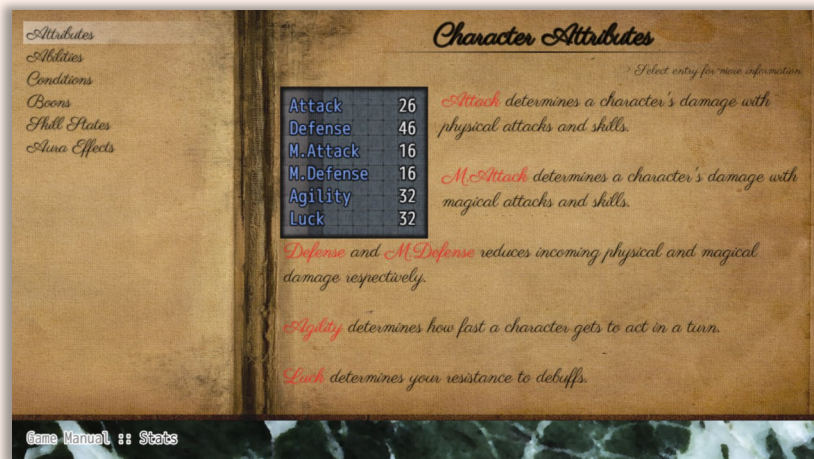 Attributes
Abilities
Conditions
Boons
Skill States
Aura Effects
Character Attributes
Select entry for more information
Attack 26
Defense 46
M.Attack 16
M.Defense 16
Agility 32
Luck 32
Attack determines a character's damage with
physical attacks and skills.
M.Attack determines a character's damage with
magical attacks and skills.
Defense and M.Defense reduces incoming physical and magical
damage respectively.
Agility determines how fast a character gets to act in a turn.
Luck determines your resistance to debuffs.
Game Manual :: Stats